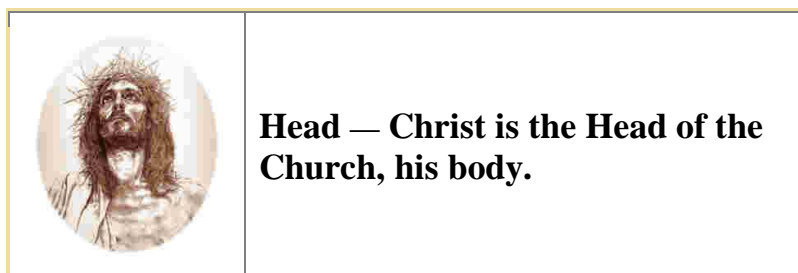 Head — Christ is the Head of the
Church, his body.